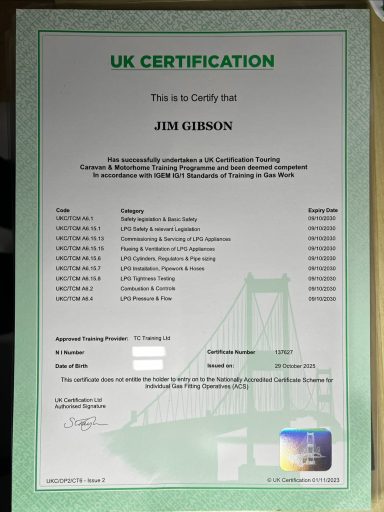 UK CERTIFICATION
This is to Certify that
JIM GIBSON
Has successfully undertaken a UK Certification Touring
Caravan & Motorhome Training Programme and been deemed competent
In accordance with IGEM IG/1 Standards of Training in Gas Work
Code Category Expiry Date
UKC/TCM A6.1 Safety legislation & Basic Safety 09/10/2030
UKC/TCM A6.15.1 LPG Safety & relevant Legislation 09/10/2030
UKC/TCM A6.15.13 Commissioning & Servicing of LPG Appliances 09/10/2030
UKC/TCM A6.15.15 Flueing & Ventilation of LPG Appliances 09/10/2030
UKC/TCM A6.15.6 LPG Cylinders, Regulators & Pipe sizing 09/10/2030
UKC/TCM A6.15.7 LPG Installation, Pipework & Hoses 09/10/2030
UKC/TCM A6.15.8 LPG Tightness Testing 09/10/2030
UKC/TCM A6.2 Combustion & Controls 09/10/2030
UKC/TCM A6.4 LPG Pressure & Flow 09/10/2030
Approved Training Provider: TC Training Ltd
N I Number Certificate Number 137627
Date of Birth Issued on: 29 October 2025
This certificate does not entitle the holder to entry on to the Nationally Accredited Certificate Scheme for
Individual Gas Fitting Operatives (ACS)
UK Certification Ltd
Authorised Signature
UKC/DP2/CT6 - Issue 2 © UK Certification 01/11/2023